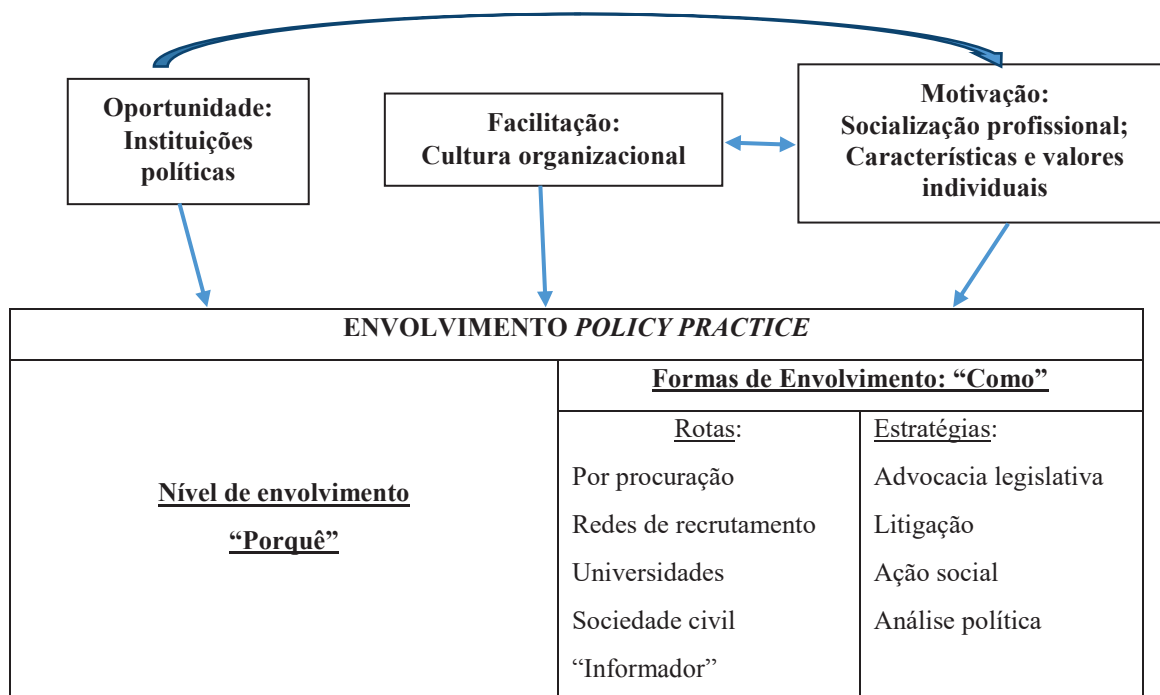 Oportunidade:
Instituições
políticas
Facilitação:
Cultura organizacional
Motivação:
Socialização profissional;
Características e valores
individuais
ENVOLVIMENTO POLICY PRACTICE
Nível de envolvimento
“Porquê”
Formas de Envolvimento: “Como”
Rotas:
Por procuração
Redes de recrutamento
Universidades
Sociedade civil
“Informador”
Estratégias:
Advocacia legislativa
Litigação
Ação social
Análise política